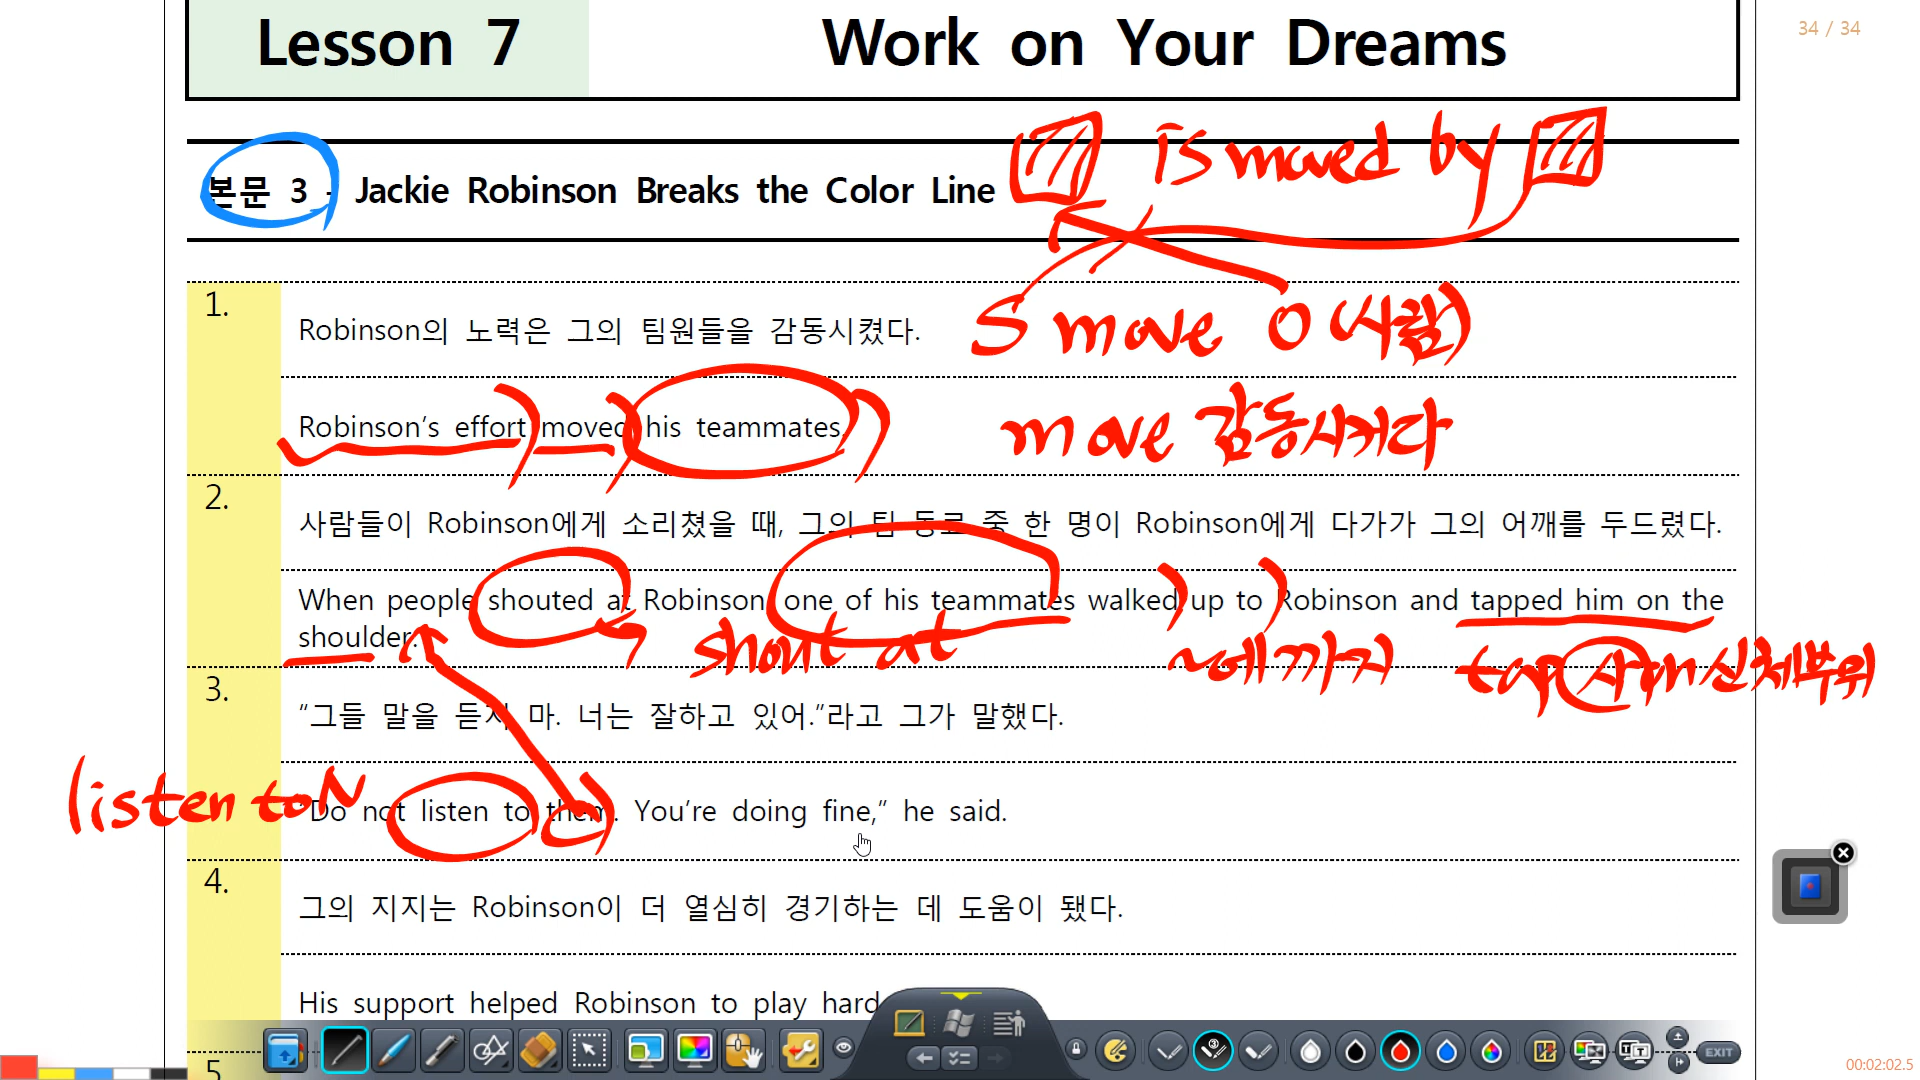 Lesson 7
Work on Your Dreams
34 / 34
본문 3 - Jackie Robinson Breaks the Color Line
is moved by
1.
Robinson의 노력은 그의 팀원들을 감동시켰다.
S move O (사람)
Robinson's effort moved his teammates.
move 감동시키다
2.
사람들이 Robinson에게 소리쳤을 때, 그의 팀 동료 중 한 명이 Robinson에게 다가가 그의 어깨를 두드렸다.
When people shouted at Robinson, one of his teammates walked up to Robinson and tapped him on the
shoulder.
shout at
~에까지
tap 사람 on 신체부위
3.
“그들 말을 듣지 마. 너는 잘하고 있어.”라고 그가 말했다.
listen to N
“Do not listen to them. You're doing fine,” he said.
4.
그의 지지는 Robinson이 더 열심히 경기하는 데 도움이 됐다.
His support helped Robinson to play hard
5
EXIT
00:02:02.5